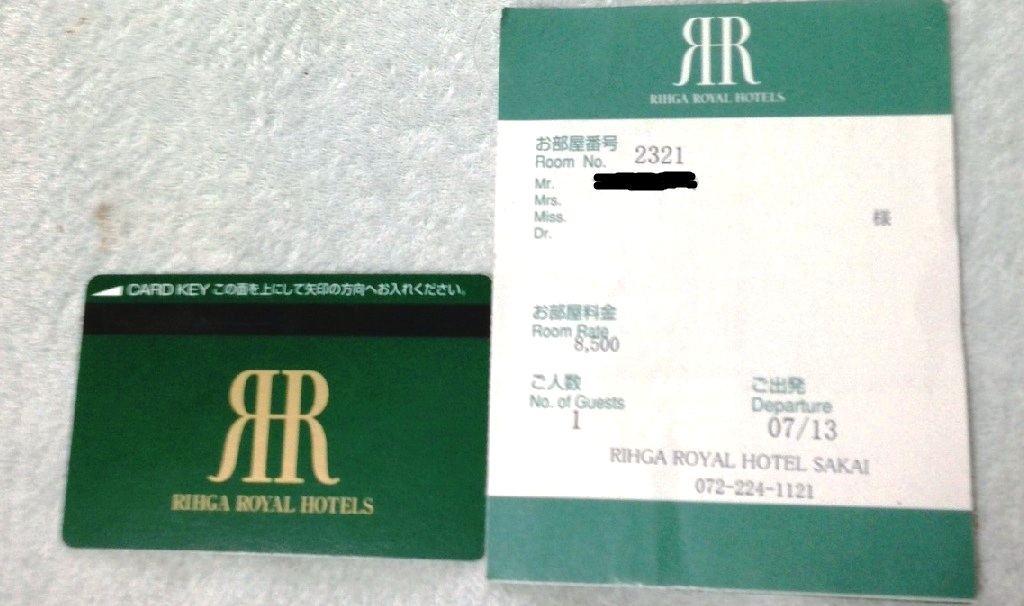 CARD KEY この面を上にして矢印の方向へお入れください。
RIHGA ROYAL HOTELS
RIHGA ROYAL HOTELS
お部屋番号
Room No. 2321
Mr.
Mrs.
Miss. 様
Dr.
お部屋料金
Room Rate
8,500
ご人数 ご出発
No. of Guests Departure
1 07/13
RIHGA ROYAL HOTEL SAKAI
072-224-1121